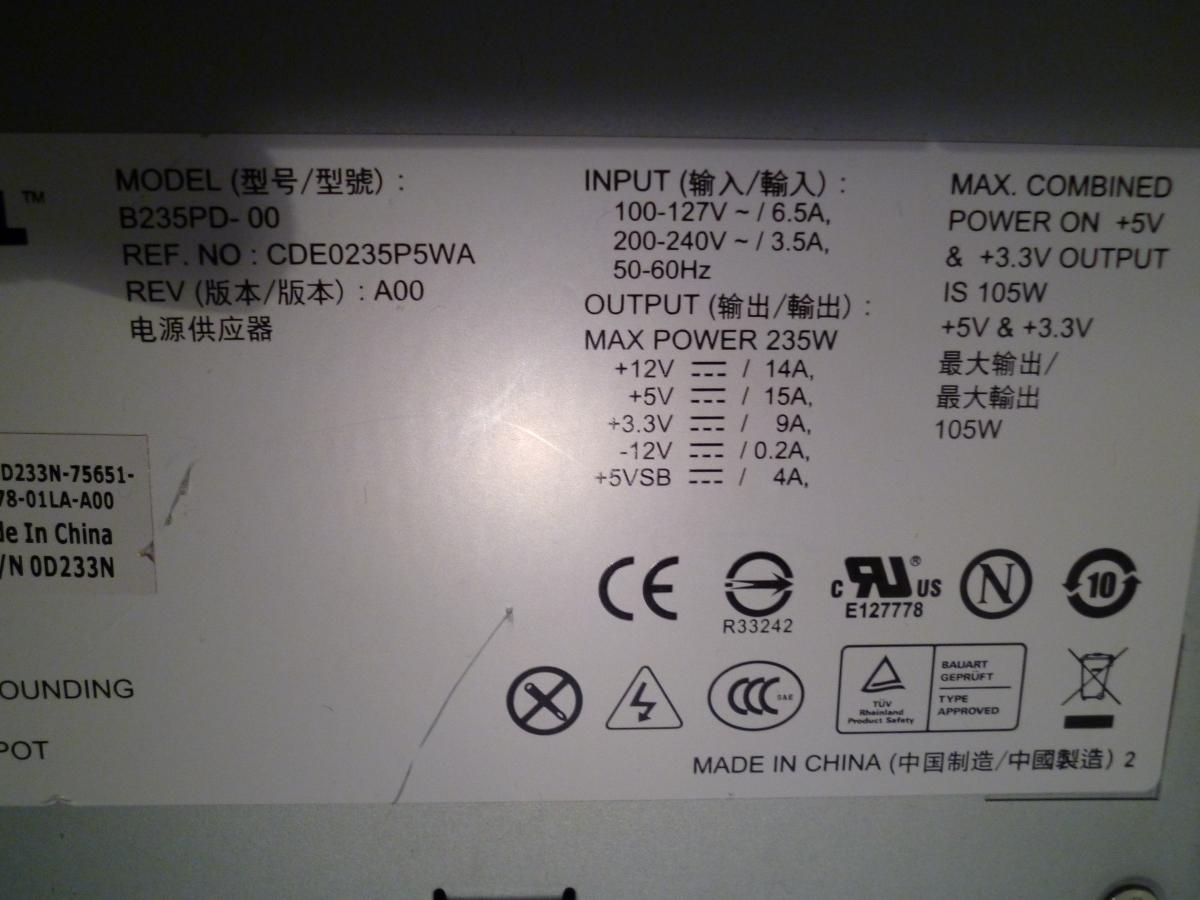 L™
MODEL (型号/型號) :
B235PD- 00
REF. NO : CDE0235P5WA
REV (版本/版本) : A00
电源供应器
D233N-75651-
78-01LA-A00
de In China
/N 0D233N
OUNDING
POT
INPUT (输入/輸入) :
100-127V ~ / 6.5A,
200-240V ~ / 3.5A,
50-60Hz
OUTPUT (输出/輸出) :
MAX POWER 235W
+12V ⎓ / 14A,
+5V ⎓ / 15A,
+3.3V ⎓ / 9A,
-12V ⎓ / 0.2A,
+5VSB ⎓ / 4A,
MAX. COMBINED
POWER ON +5V
& +3.3V OUTPUT
IS 105W
+5V & +3.3V
最大输出/
最大輸出
105W
CE
R33242
c RU ® US
E127778
N
10
CCC S&E
TÜV
Rheinland
Product Safety
BAUART
GEPRÜFT
TYPE
APPROVED
MADE IN CHINA (中国制造/中國製造) 2